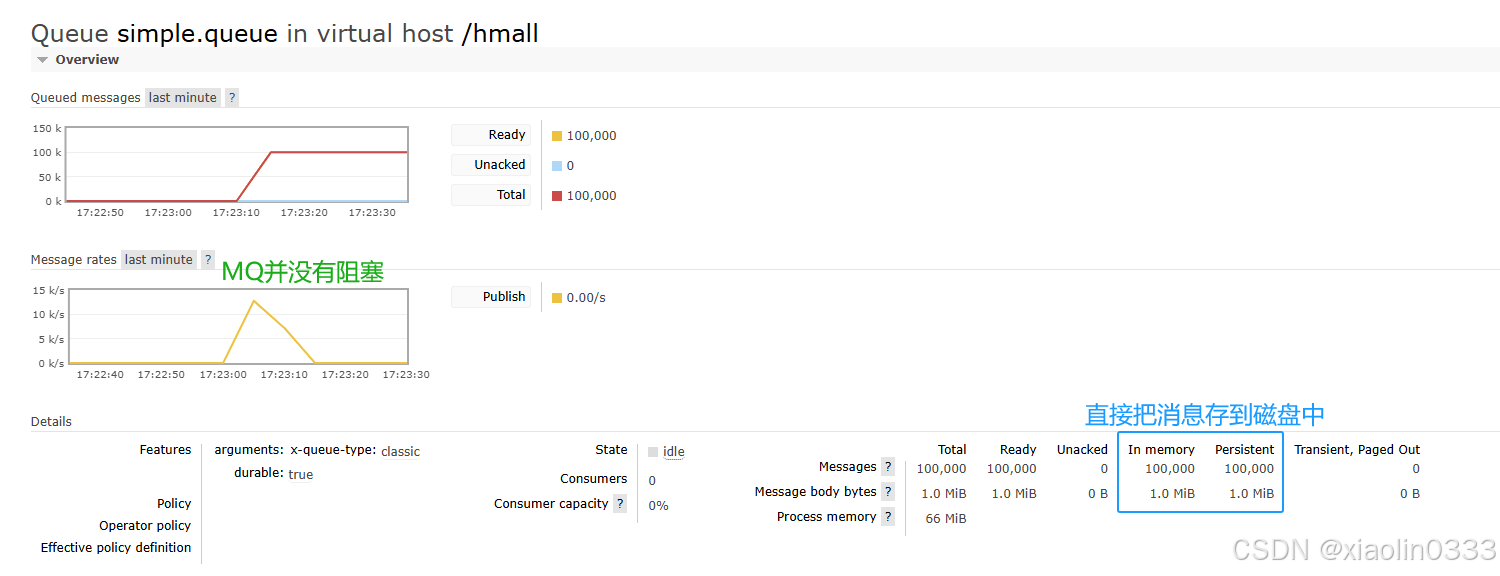 Queue simple.queue in virtual host /hmall
Overview
Queued messages last minute ?
150 k
100 k
50 k
0 k
17:22:50 17:23:00 17:23:10 17:23:20 17:23:30
Ready 100,000
Unacked 0
Total 100,000
Message rates last minute ?
MQ并没有阻塞
15 k/s
10 k/s
5 k/s
0 k/s
17:22:40 17:22:50 17:23:00 17:23:10 17:23:20 17:23:30
Publish 0.00/s
直接把消息存到磁盘中
Details
Features arguments: x-queue-type: classic
durable: true
Policy
Operator policy
Effective policy definition
State idle
Consumers 0
Consumer capacity ? 0%
Total Ready Unacked In memory Persistent Transient, Paged Out
Messages ? 100,000 100,000 0 100,000 100,000 0
Message body bytes ? 1.0 MiB 1.0 MiB 0 B 1.0 MiB 1.0 MiB 0 B
Process memory ? 66 MiB
CSDN @xiaolin0333